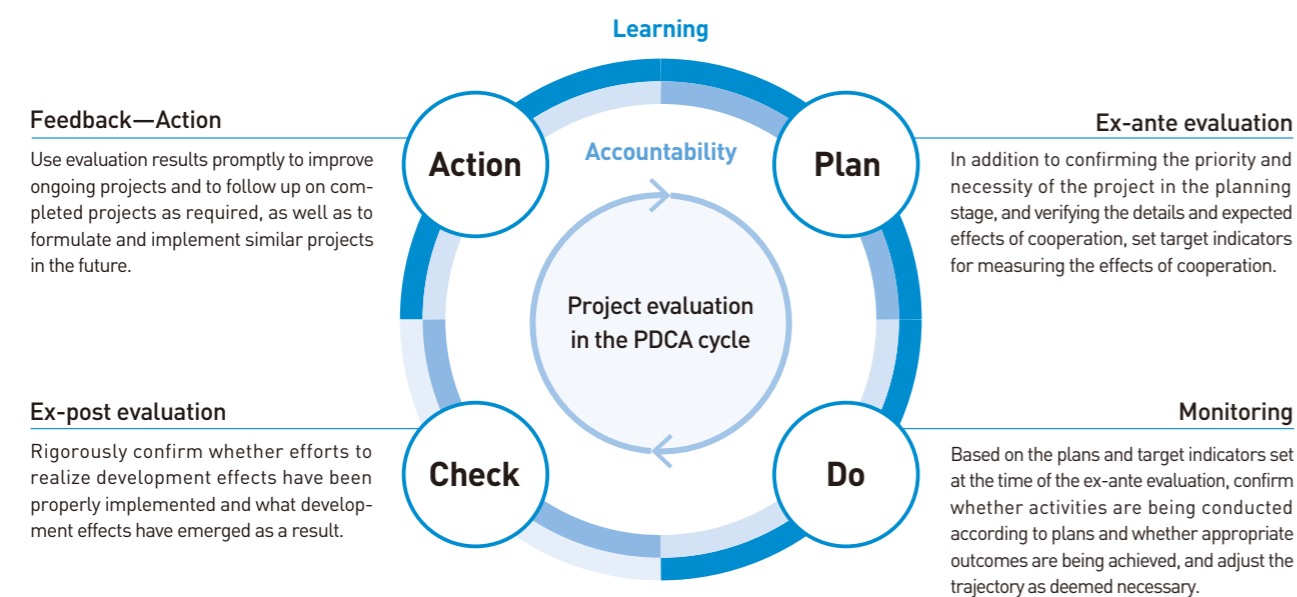 Learning
Feedback—Action
Use evaluation results promptly to improve
ongoing projects and to follow up on com-
pleted projects as required, as well as to
formulate and implement similar projects
in the future.
Action
Accountability
Plan
Ex-ante evaluation
In addition to confirming the priority and
necessity of the project in the planning
stage, and verifying the details and expected
effects of cooperation, set target indicators
for measuring the effects of cooperation.
Project evaluation
in the PDCA cycle
Ex-post evaluation
Rigorously confirm whether efforts to
realize development effects have been
properly implemented and what develop-
ment effects have emerged as a result.
Check
Do
Monitoring
Based on the plans and target indicators set
at the time of the ex-ante evaluation, confirm
whether activities are being conducted
according to plans and whether appropriate
outcomes are being achieved, and adjust the
trajectory as deemed necessary.